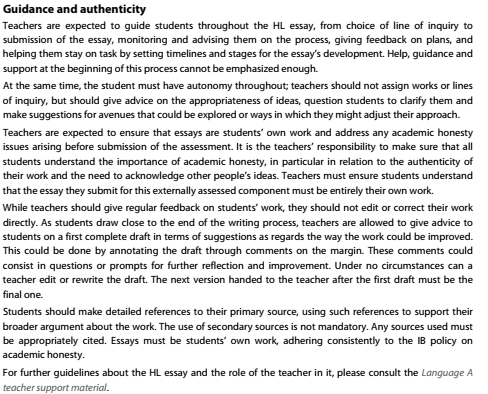 Guidance and authenticity
Teachers are expected to guide students throughout the HL essay, from choice of line of inquiry to
submission of the essay, monitoring and advising them on the process, giving feedback on plans, and
helping them stay on task by setting timelines and stages for the essay's development. Help, guidance and
support at the beginning of this process cannot be emphasized enough.
At the same time, the student must have autonomy throughout; teachers should not assign works or lines
of inquiry, but should give advice on the appropriateness of ideas, question students to clarify them and
make suggestions for avenues that could be explored or ways in which they might adjust their approach.
Teachers are expected to ensure that essays are students' own work and address any academic honesty
issues arising before submission of the assessment. It is the teachers' responsibility to make sure that all
students understand the importance of academic honesty, in particular in relation to the authenticity of
their work and the need to acknowledge other people's ideas. Teachers must ensure students understand
that the essay they submit for this externally assessed component must be entirely their own work.
While teachers should give regular feedback on students' work, they should not edit or correct their work
directly. As students draw close to the end of the writing process, teachers are allowed to give advice to
students on a first complete draft in terms of suggestions as regards the way the work could be improved.
This could be done by annotating the draft through comments on the margin. These comments could
consist in questions or prompts for further reflection and improvement. Under no circumstances can a
teacher edit or rewrite the draft. The next version handed to the teacher after the first draft must be the
final one.
Students should make detailed references to their primary source, using such references to support their
broader argument about the work. The use of secondary sources is not mandatory. Any sources used must
be appropriately cited. Essays must be students' own work, adhering consistently to the IB policy on
academic honesty.
For further guidelines about the HL essay and the role of the teacher in it, please consult the Language A
teacher support material.